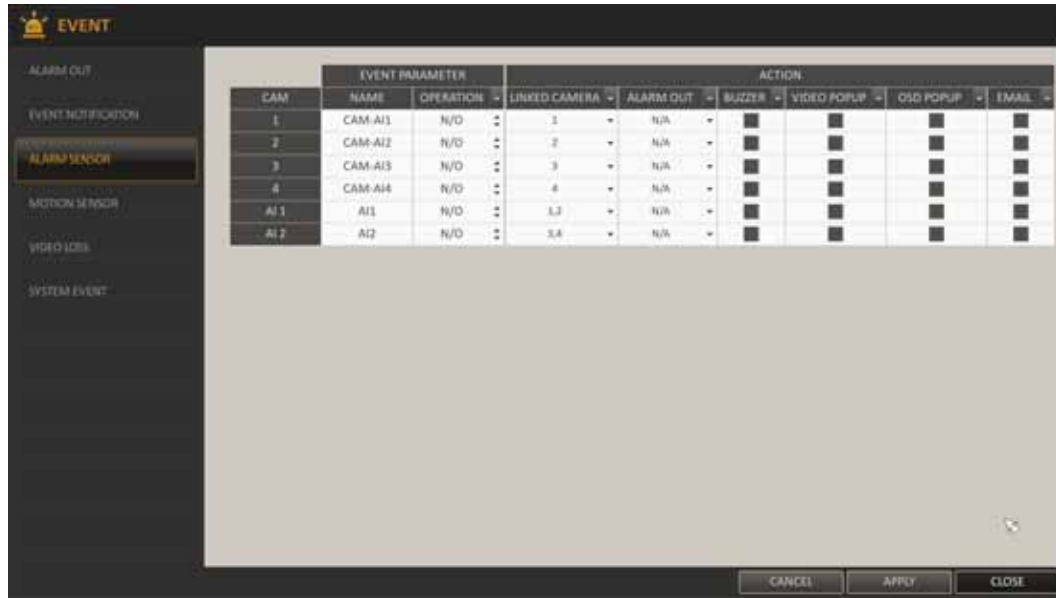 EVENT
ALARM OUT
EVENT NOTIFICATION
ALARM SENSOR
MOTION SENSOR
VIDEO LOSS
SYSTEM EVENT
EVENT PARAMETER ACTION
CAM NAME OPERATION LINKED CAMERA ALARM OUT BUZZER VIDEO POPUP OSD POPUP EMAIL
1 CAM-AI1 N/O 1 N/A
2 CAM-AI2 N/O 2 N/A
3 CAM-AI3 N/O 3 N/A
4 CAM-AI4 N/O 4 N/A
AI 1 AI1 N/O 1,2 N/A
AI 2 AI2 N/O 3,4 N/A
CANCEL APPLY CLOSE